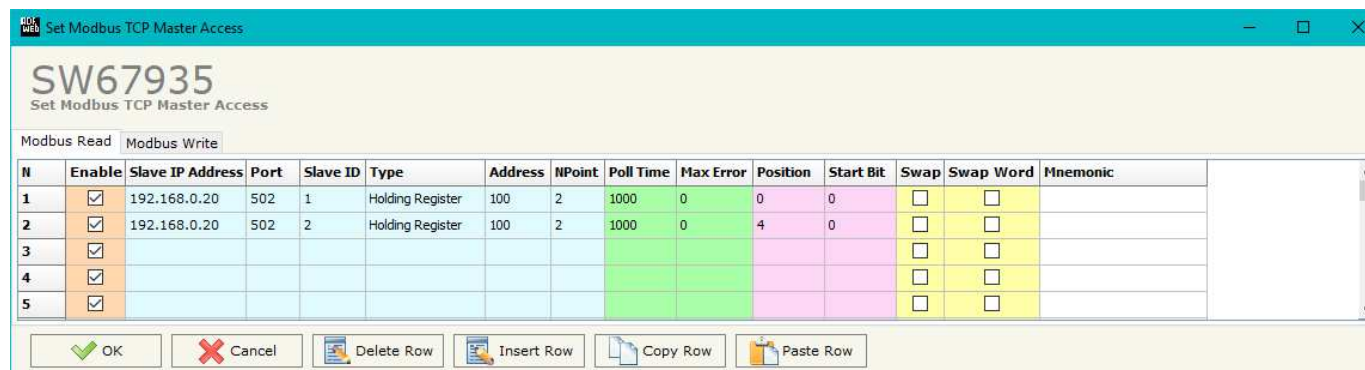 ADF WEB Set Modbus TCP Master Access
SW67935
Set Modbus TCP Master Access
Modbus Read Modbus Write
N Enable Slave IP Address Port Slave ID Type Address NPoint Poll Time Max Error Position Start Bit Swap Swap Word Mnemonic
1 192.168.0.20 502 1 Holding Register 100 2 1000 0 0 0
2 192.168.0.20 502 2 Holding Register 100 2 1000 0 4 0
3
4
5
OK Cancel Delete Row Insert Row Copy Row Paste Row